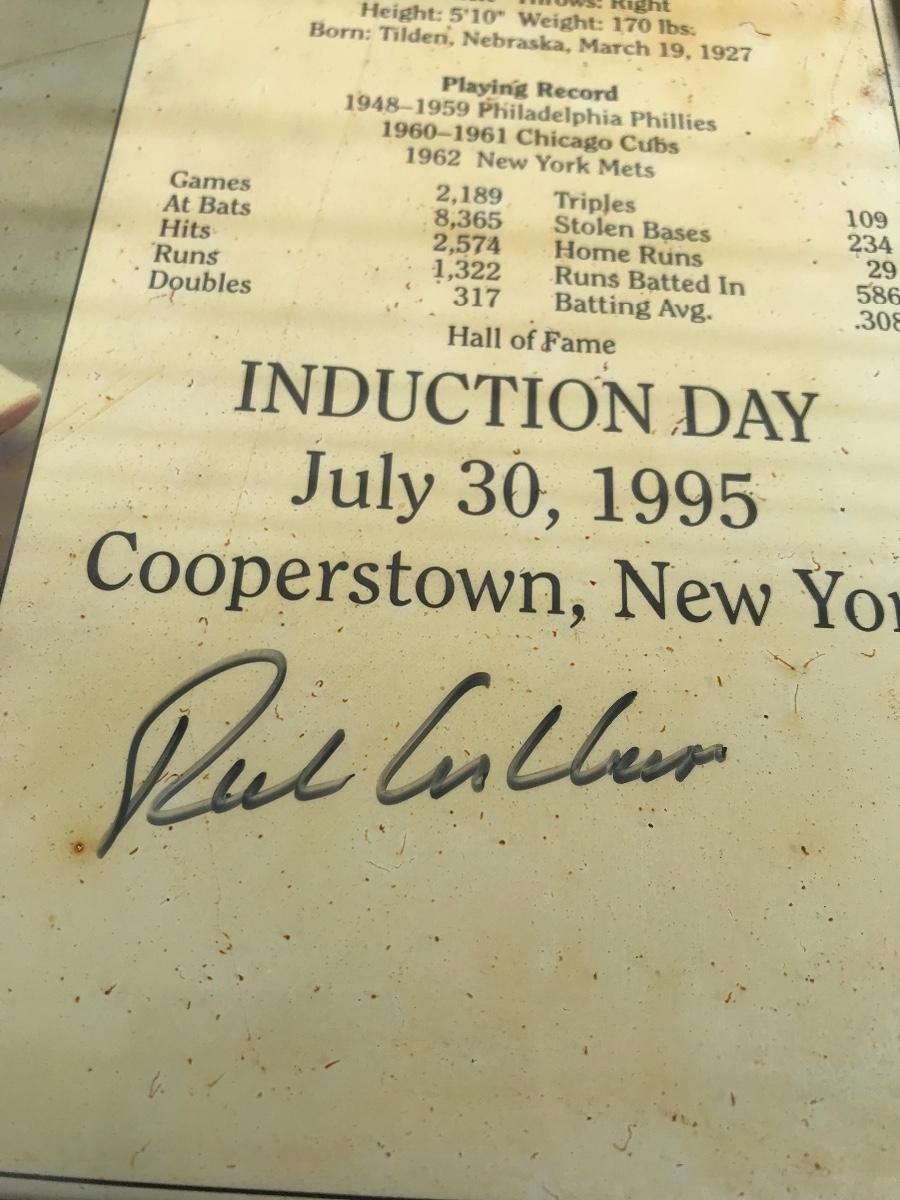 Throws: Right
Height: 5'10" Weight: 170 lbs.
Born: Tilden, Nebraska, March 19, 1927
Playing Record
1948–1959 Philadelphia Phillies
1960–1961 Chicago Cubs
1962 New York Mets
Games 2,189 Triples 109
At Bats 8,365 Stolen Bases 234
Hits 2,574 Home Runs 29
Runs 1,322 Runs Batted In 586
Doubles 317 Batting Avg. .308
Hall of Fame
INDUCTION DAY
July 30, 1995
Cooperstown, New Yor